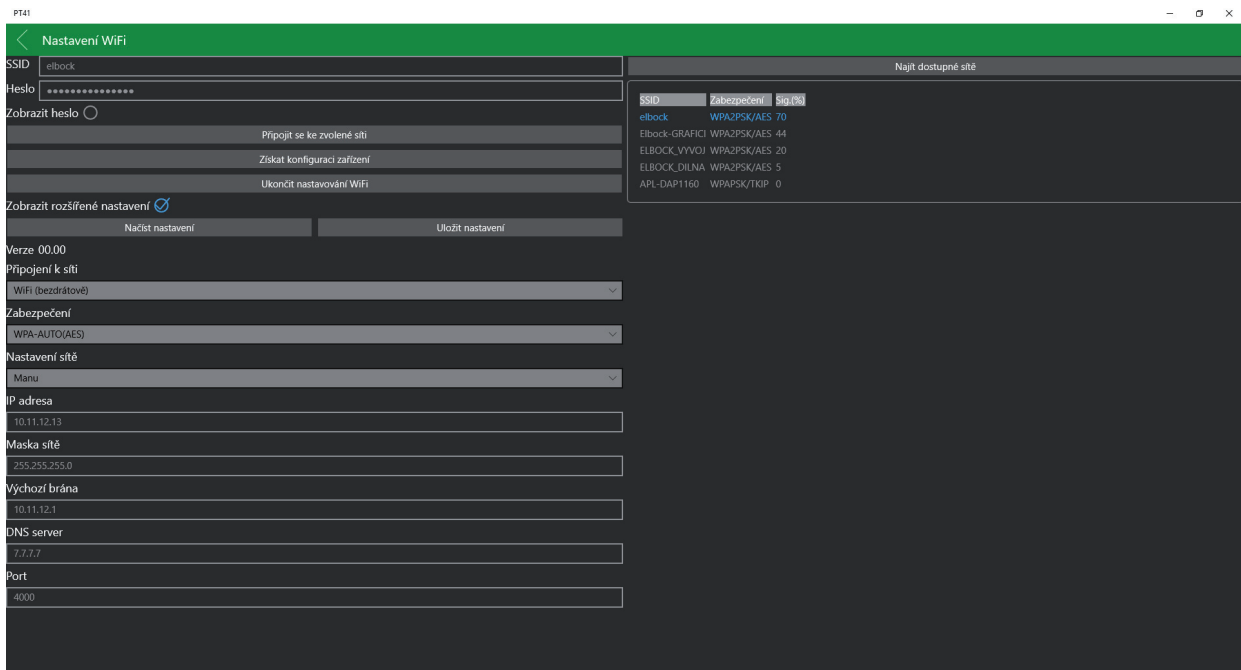 PT41
Nastavení WiFi
SSID
elbock
Heslo
●●●●●●●●●●●●●●●
Zobrazit heslo
Připojit se ke zvolené síti
Získat konfiguraci zařízení
Ukončit nastavování WiFi
Zobrazit rozšířené nastavení
Načíst nastavení
Uložit nastavení
Verze 00.00
Připojení k síti
WiFi (bezdrátově)
Zabezpečení
WPA-AUTO(AES)
Nastavení sítě
Manu
IP adresa
10.11.12.13
Maska sítě
255.255.255.0
Výchozí brána
10.11.12.1
DNS server
7.7.7.7
Port
4000
Najít dostupné sítě
SSID Zabezpečení Sig.(%)
elbock WPA2PSK/AES 70
Elbock-GRAFICI WPA2PSK/AES 44
ELBOCK_VYVOJ WPA2PSK/AES 20
ELBOCK_DILNA WPA2PSK/AES 5
APL-DAP1160 WPAPSK/TKIP 0